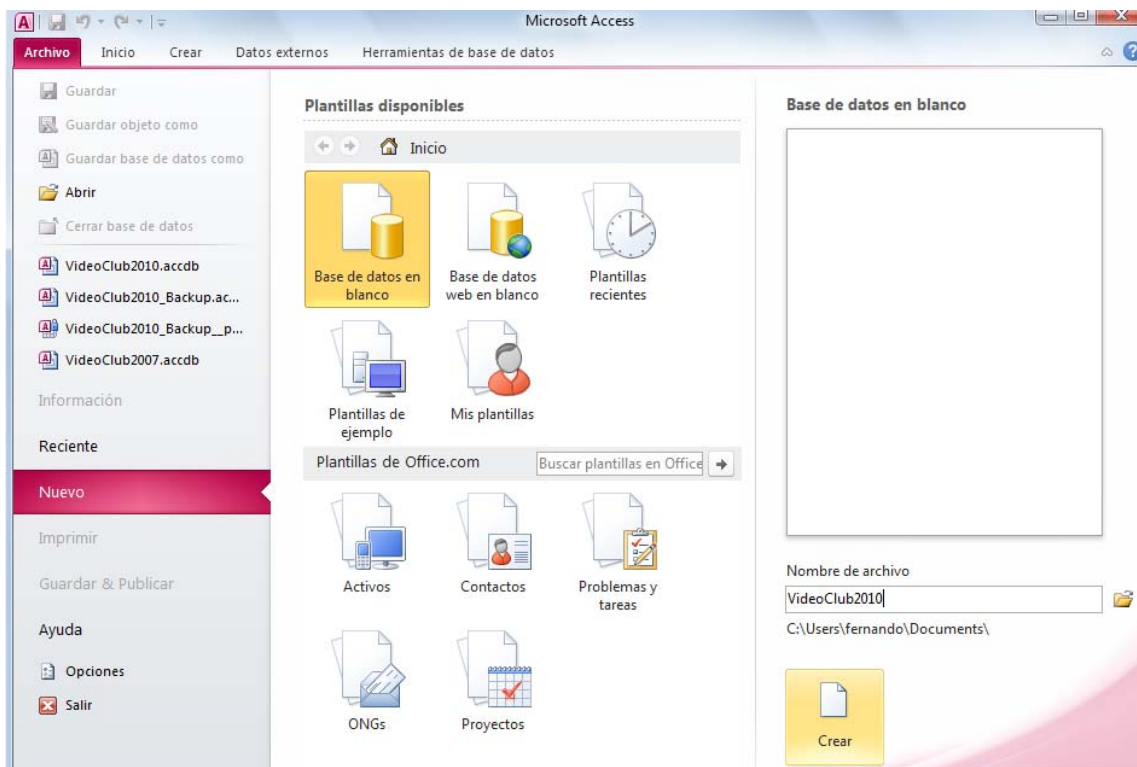 Microsoft Access
Archivo Inicio Crear Datos externos Herramientas de base de datos
Guardar
Guardar objeto como
Guardar base de datos como
Abrir
Cerrar base de datos
VideoClub2010.accdb
VideoClub2010_Backup.ac...
VideoClub2010_Backup__p...
VideoClub2007.accdb
Información
Reciente
Nuevo
Imprimir
Guardar & Publicar
Ayuda
Opciones
Salir
Plantillas disponibles
Inicio
Base de datos en
blanco
Base de datos
web en blanco
Plantillas
recientes
Plantillas de
ejemplo
Mis plantillas
Plantillas de Office.com
Buscar plantillas en Office
Activos
Contactos
Problemas y
tareas
ONGs
Proyectos
Base de datos en blanco
Nombre de archivo
VideoClub2010
C:\Users\fernando\Documents\
Crear